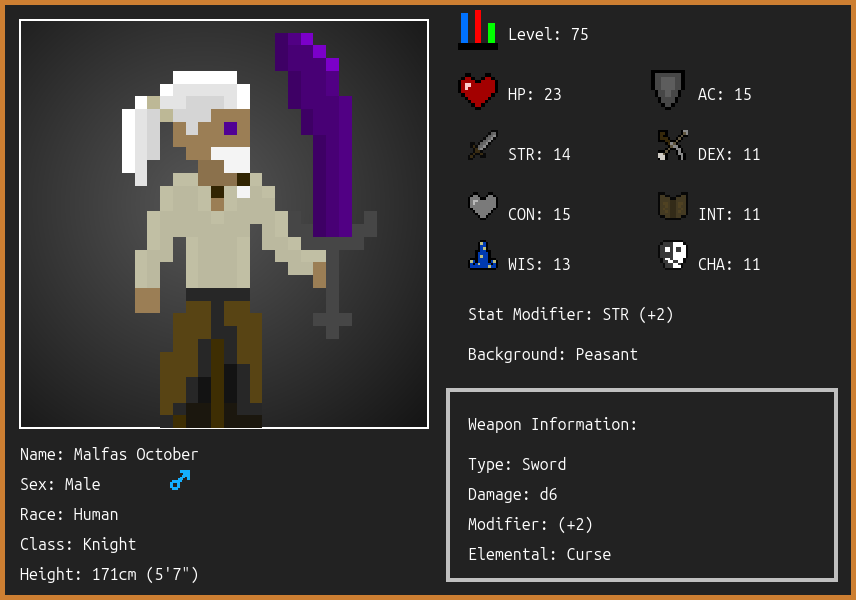 Level: 75
HP: 23
AC: 15
STR: 14
DEX: 11
CON: 15
INT: 11
WIS: 13
CHA: 11
Stat Modifier: STR (+2)
Background: Peasant
Weapon Information:
Type: Sword
Damage: d6
Modifier: (+2)
Elemental: Curse
Name: Malfas October
Sex: Male
Race: Human
Class: Knight
Height: 171cm (5'7")